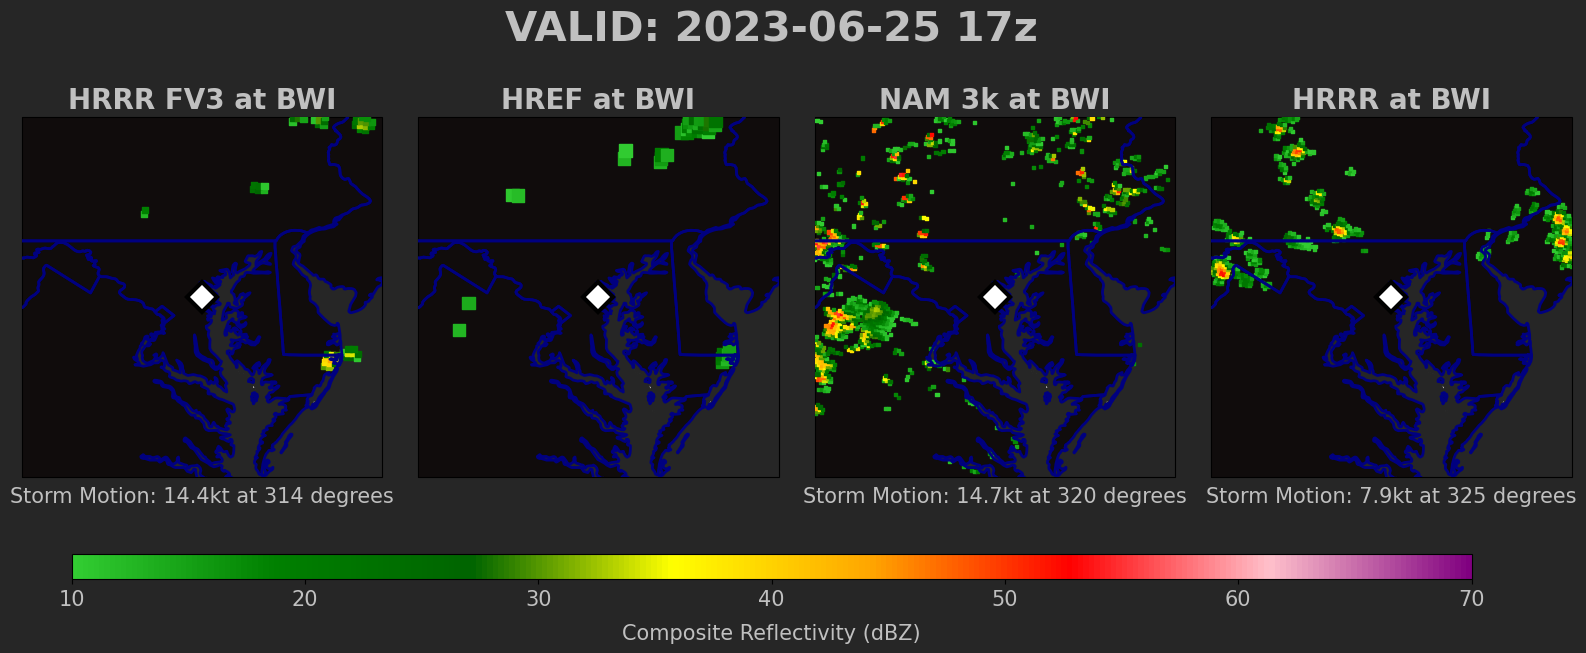 VALID: 2023-06-25 17z
HRRR FV3 at BWI
HREF at BWI
NAM 3k at BWI
HRRR at BWI
Storm Motion: 14.4kt at 314 degrees
Storm Motion: 14.7kt at 320 degrees
Storm Motion: 7.9kt at 325 degrees
10 20 30 40 50 60 70
Composite Reflectivity (dBZ)